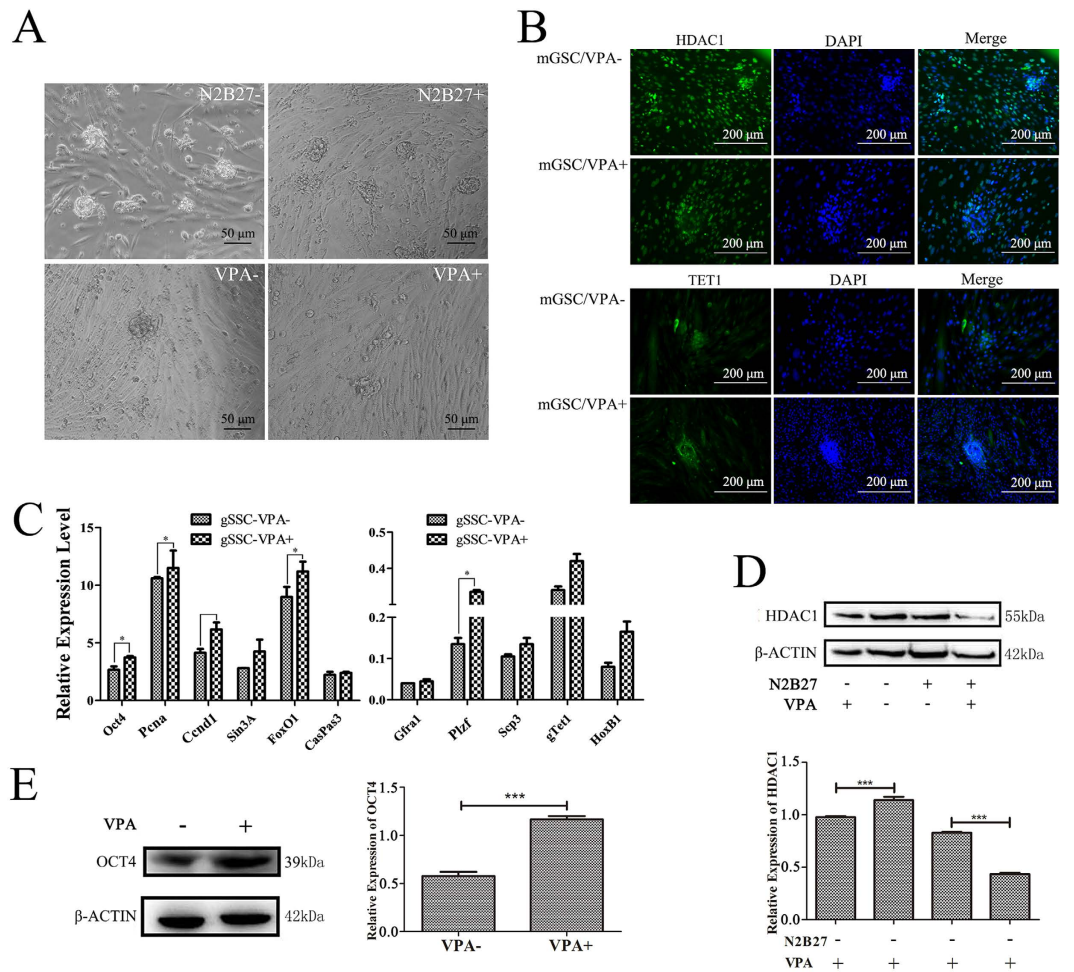 A
N2B27-
N2B27+
50 μm
50 μm
VPA-
VPA+
50 μm
50 μm
B
HDAC1
DAPI
Merge
mGSC/VPA-
200 μm
200 μm
200 μm
mGSC/VPA+
200 μm
200 μm
200 μm
TET1
DAPI
Merge
mGSC/VPA-
200 μm
200 μm
200 μm
mGSC/VPA+
200 μm
200 μm
200 μm
C
Relative Expression Level
15
10
5
0
gSSC-VPA-
gSSC-VPA+
*
*
*
Oct4
Pcna
Ccnd1
Sin3A
FoxO1
CasPas3
0.5
0.4
0.3
0.2
0.1
0.0
gSSC-VPA-
gSSC-VPA+
*
Gfra1
Plzf
Scp3
gTet1
HoxB1
D
HDAC1
55kDa
β-ACTIN
42kDa
N2B27 - - + +
VPA + - - +
Relative Expression of HDAC1
1.5
1.0
0.5
0.0
***
***
N2B27 - - - -
VPA + + + +
E
VPA - +
OCT4
39kDa
β-ACTIN
42kDa
Relative Expression of OCT4
1.5
1.0
0.5
0.0
***
VPA-
VPA+